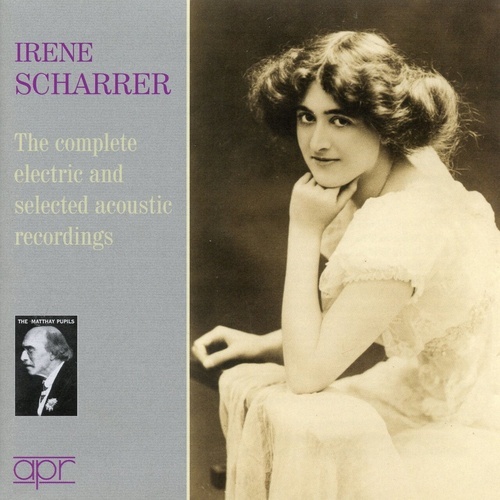 IRENE
SCHARRER
The complete
electric and
selected acoustic
recordings
THE MATTHAY PUPILS
apr